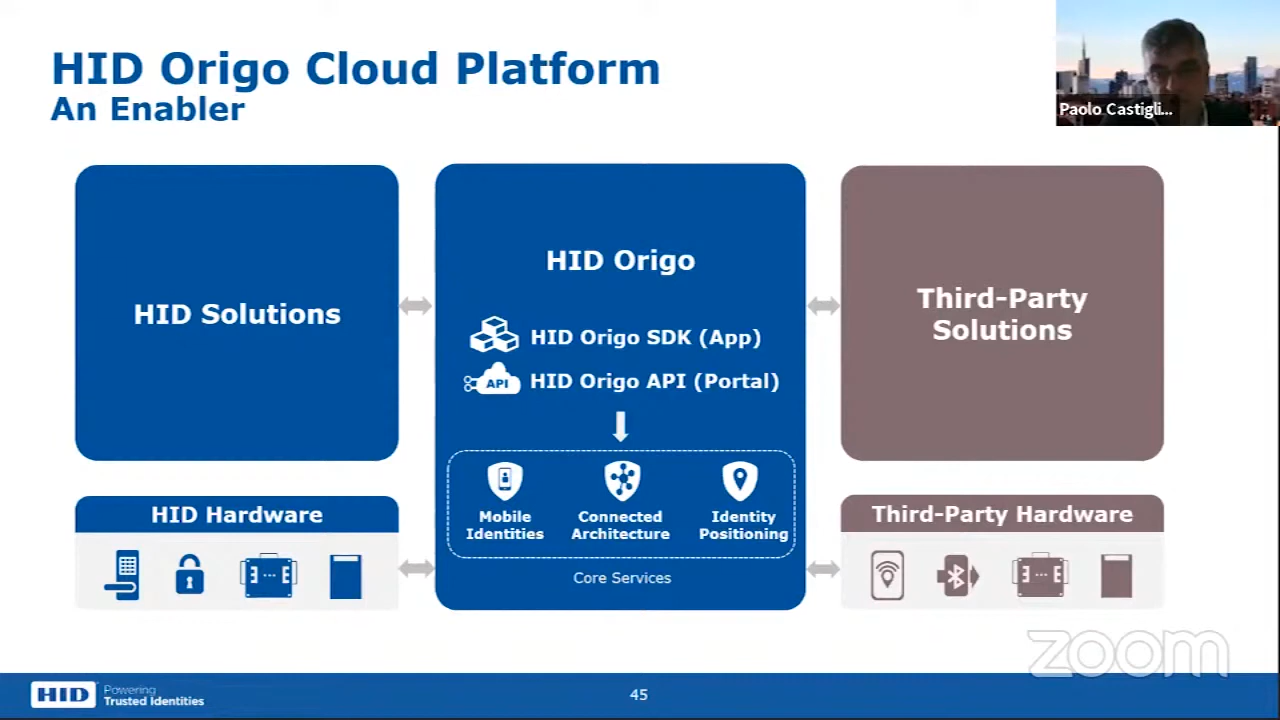 HID Origo Cloud Platform
An Enabler
Paolo Castigli...
HID Solutions
HID Origo
HID Origo SDK (App)
API
HID Origo API (Portal)
Mobile
Identities
Connected
Architecture
Identity
Positioning
Core Services
Third-Party
Solutions
HID Hardware
Third-Party Hardware
zoom
HID
Powering
Trusted Identities
45